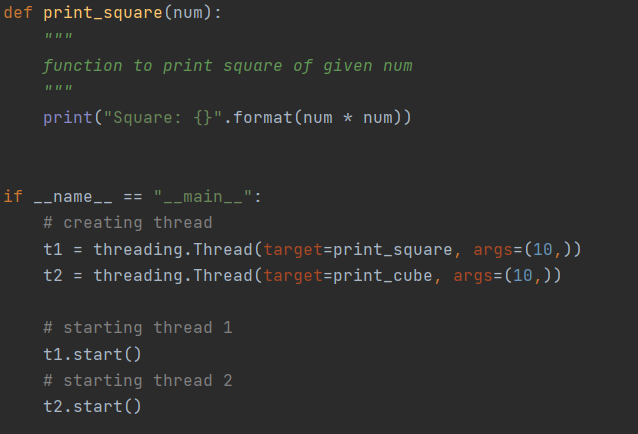 def print_square(num):
    """
    function to print square of given num
    """
    print("Square: {}".format(num * num))


if __name__ == "__main__":
    # creating thread
    t1 = threading.Thread(target=print_square, args=(10,))
    t2 = threading.Thread(target=print_cube, args=(10,))

    # starting thread 1
    t1.start()
    # starting thread 2
    t2.start()